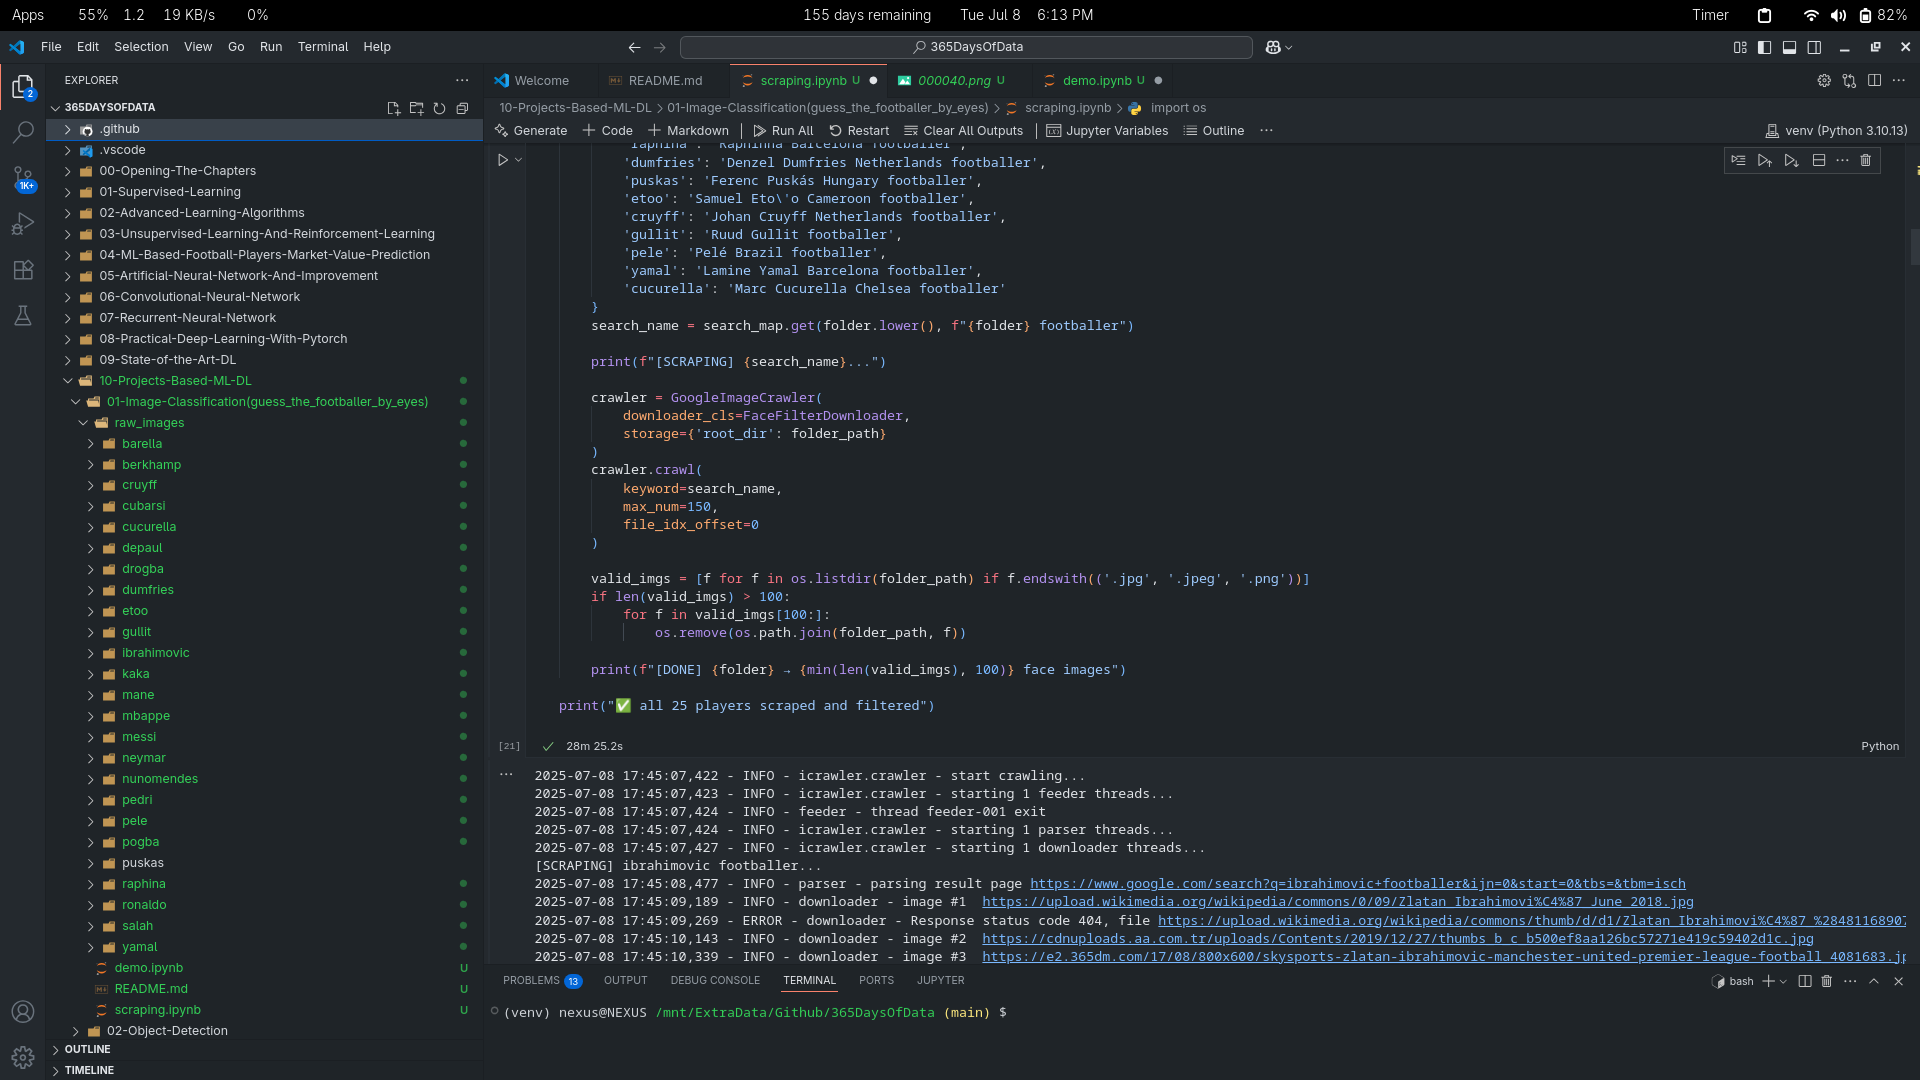 Apps 55% 1.2 19 KB/s 0% 155 days remaining Tue Jul 8 6:13 PM Timer 82%
File Edit Selection View Go Run Terminal Help 365DaysOfData
EXPLORER
2
1K+
365DAYSOFDATA
.github
.vscode
00-Opening-The-Chapters
01-Supervised-Learning
02-Advanced-Learning-Algorithms
03-Unsupervised-Learning-And-Reinforcement-Learning
04-ML-Based-Football-Players-Market-Value-Prediction
05-Artificial-Neural-Network-And-Improvement
06-Convolutional-Neural-Network
07-Recurrent-Neural-Network
08-Practical-Deep-Learning-With-Pytorch
09-State-of-the-Art-DL
10-Projects-Based-ML-DL
01-Image-Classification(guess_the_footballer_by_eyes)
raw_images
barella
berkhamp
cruyff
cubarsi
cucurella
depaul
drogba
dumfries
etoo
gullit
ibrahimovic
kaka
mane
mbappe
messi
neymar
nunomendes
pedri
pele
pogba
puskas
raphina
ronaldo
salah
yamal
demo.ipynb U
README.md U
scraping.ipynb U
02-Object-Detection
OUTLINE
TIMELINE
Welcome README.md scraping.ipynb U 000040.png U demo.ipynb U
10-Projects-Based-ML-DL > 01-Image-Classification(guess_the_footballer_by_eyes) > scraping.ipynb > import os
Generate + Code + Markdown | Run All Restart Clear All Outputs | Jupyter Variables Outline ... venv (Python 3.10.13)
'raphina': 'Raphinha Barcelona footballer',
'dumfries': 'Denzel Dumfries Netherlands footballer',
'puskas': 'Ferenc Puskás Hungary footballer',
'etoo': 'Samuel Eto\'o Cameroon footballer',
'cruyff': 'Johan Cruyff Netherlands footballer',
'gullit': 'Ruud Gullit footballer',
'pele': 'Pelé Brazil footballer',
'yamal': 'Lamine Yamal Barcelona footballer',
'cucurella': 'Marc Cucurella Chelsea footballer'
}
search_name = search_map.get(folder.lower(), f"{folder} footballer")
print(f"[SCRAPING] {search_name}...")
crawler = GoogleImageCrawler(
downloader_cls=FaceFilterDownloader,
storage={'root_dir': folder_path}
)
crawler.crawl(
keyword=search_name,
max_num=150,
file_idx_offset=0
)
valid_imgs = [f for f in os.listdir(folder_path) if f.endswith(('.jpg', '.jpeg', '.png'))]
if len(valid_imgs) > 100:
for f in valid_imgs[100:]:
os.remove(os.path.join(folder_path, f))
print(f"[DONE] {folder} → {min(len(valid_imgs), 100)} face images")
print("✅ all 25 players scraped and filtered")
[21] ✓ 28m 25.2s Python
... 2025-07-08 17:45:07,422 - INFO - icrawler.crawler - start crawling...
2025-07-08 17:45:07,423 - INFO - icrawler.crawler - starting 1 feeder threads...
2025-07-08 17:45:07,424 - INFO - feeder - thread feeder-001 exit
2025-07-08 17:45:07,424 - INFO - icrawler.crawler - starting 1 parser threads...
2025-07-08 17:45:07,427 - INFO - icrawler.crawler - starting 1 downloader threads...
[SCRAPING] ibrahimovic footballer...
2025-07-08 17:45:08,477 - INFO - parser - parsing result page https://www.google.com/search?q=ibrahimovic+footballer&ijn=0&start=0&tbs=&tbm=isch
2025-07-08 17:45:09,189 - INFO - downloader - image #1 https://upload.wikimedia.org/wikipedia/commons/0/09/Zlatan_Ibrahimovi%C4%87_June_2018.jpg
2025-07-08 17:45:09,269 - ERROR - downloader - Response status code 404, file https://upload.wikimedia.org/wikipedia/commons/thumb/d/d1/Zlatan_Ibrahimovi%C4%87_%2848116890
2025-07-08 17:45:10,143 - INFO - downloader - image #2 https://cdnuploads.aa.com.tr/uploads/Contents/2019/12/27/thumbs_b_c_b500ef8aa126bc57271e419c59402d1c.jpg
2025-07-08 17:45:10,339 - INFO - downloader - image #3 https://e2.365dm.com/17/08/800x600/skysports-zlatan-ibrahimovic-manchester-united-premier-league-football_4081683.jp
PROBLEMS 13 OUTPUT DEBUG CONSOLE TERMINAL PORTS JUPYTER bash
(venv) nexus@NEXUS /mnt/ExtraData/Github/365DaysOfData (main) $